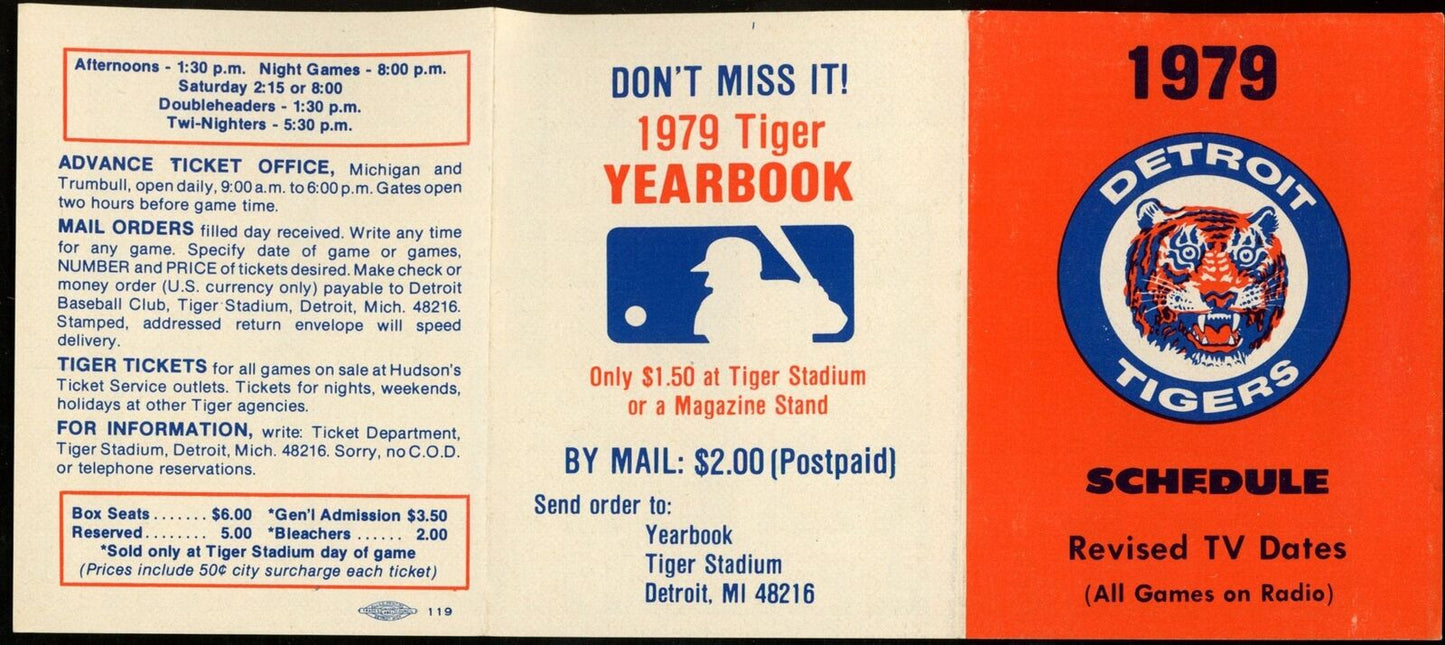 Afternoons - 1:30 p.m. Night Games - 8:00 p.m.
Saturday 2:15 or 8:00
Doubleheaders - 1:30 p.m.
Twi-Nighters - 5:30 p.m.
ADVANCE TICKET OFFICE, Michigan and
Trumbull, open daily, 9:00 a.m. to 6:00 p.m. Gates open
two hours before game time.
MAIL ORDERS filled day received. Write any time
for any game. Specify date of game or games,
NUMBER and PRICE of tickets desired. Make check or
money order (U.S. currency only) payable to Detroit
Baseball Club, Tiger Stadium, Detroit, Mich. 48216.
Stamped, addressed return envelope will speed
delivery.
TIGER TICKETS for all games on sale at Hudson's
Ticket Service outlets. Tickets for nights, weekends,
holidays at other Tiger agencies.
FOR INFORMATION, write: Ticket Department,
Tiger Stadium, Detroit, Mich. 48216. Sorry, no C.O.D.
or telephone reservations.
Box Seats ....... $6.00 *Gen'l Admission $3.50
Reserved ........ 5.00 *Bleachers ...... 2.00
*Sold only at Tiger Stadium day of game
(Prices include 50¢ city surcharge each ticket)
119
DON'T MISS IT!
1979 Tiger
YEARBOOK
Only $1.50 at Tiger Stadium
or a Magazine Stand
BY MAIL: $2.00 (Postpaid)
Send order to:
Yearbook
Tiger Stadium
Detroit, MI 48216
1979
DETROIT
TIGERS
SCHEDULE
Revised TV Dates
(All Games on Radio)